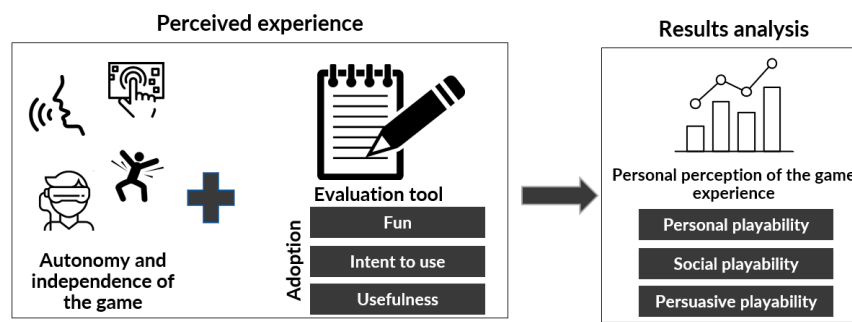 Perceived experience
Autonomy and
independence of
the game
Evaluation tool
Adoption
Fun
Intent to use
Usefulness
Results analysis
Personal perception of the game
experience
Personal playability
Social playability
Persuasive playability